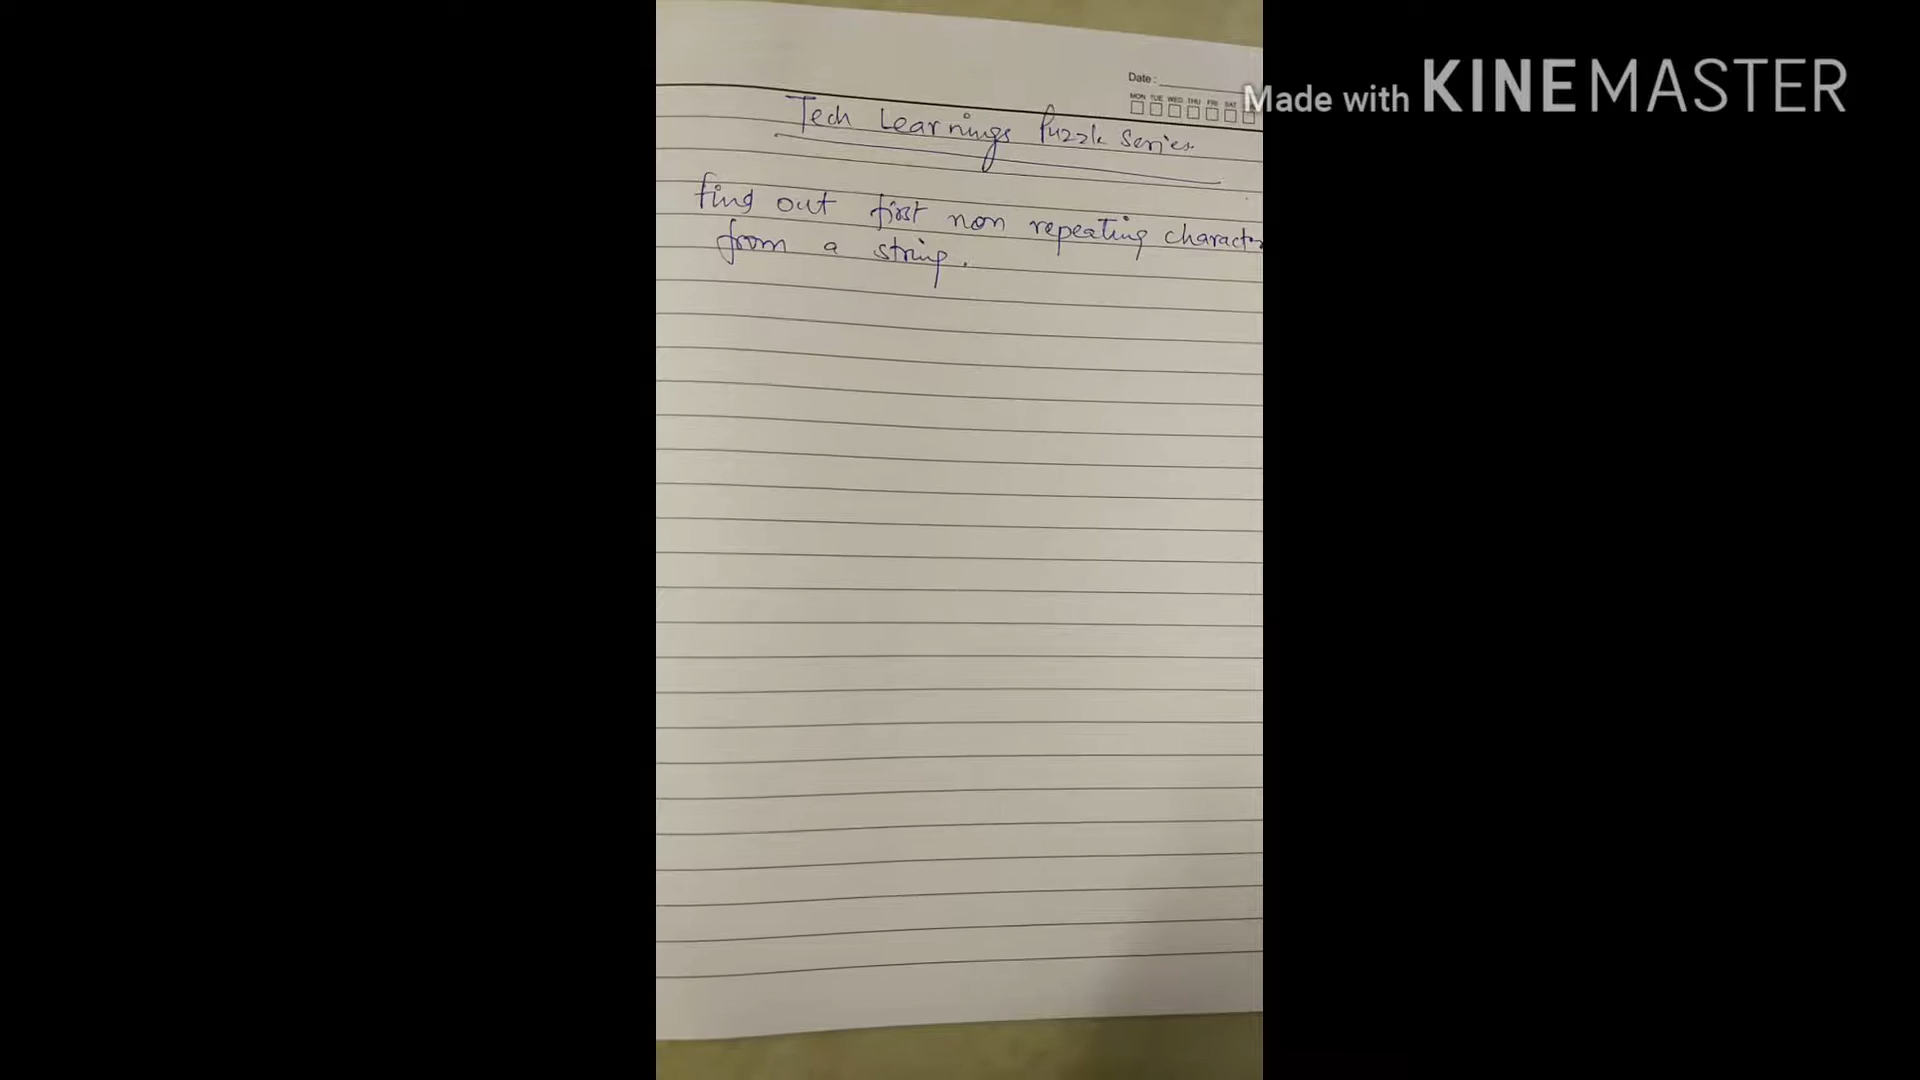 Date :
Made with KINEMASTER
MON TUE WED THU FRI SAT
Tech Learnings Puzzle Series.
find out first non repeating character
from a string.